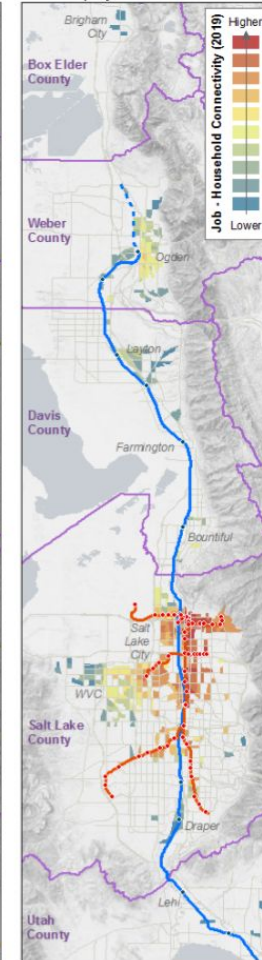 Brigham
City
Box Elder
County
Higher
Job - Household Connectivity (2019)
Lower
Weber
County
Ogden
Layton
Davis
County
Farmington
Bountiful
Salt
Lake
City
WVC
Salt Lake
County
Draper
Lehi
Utah
County